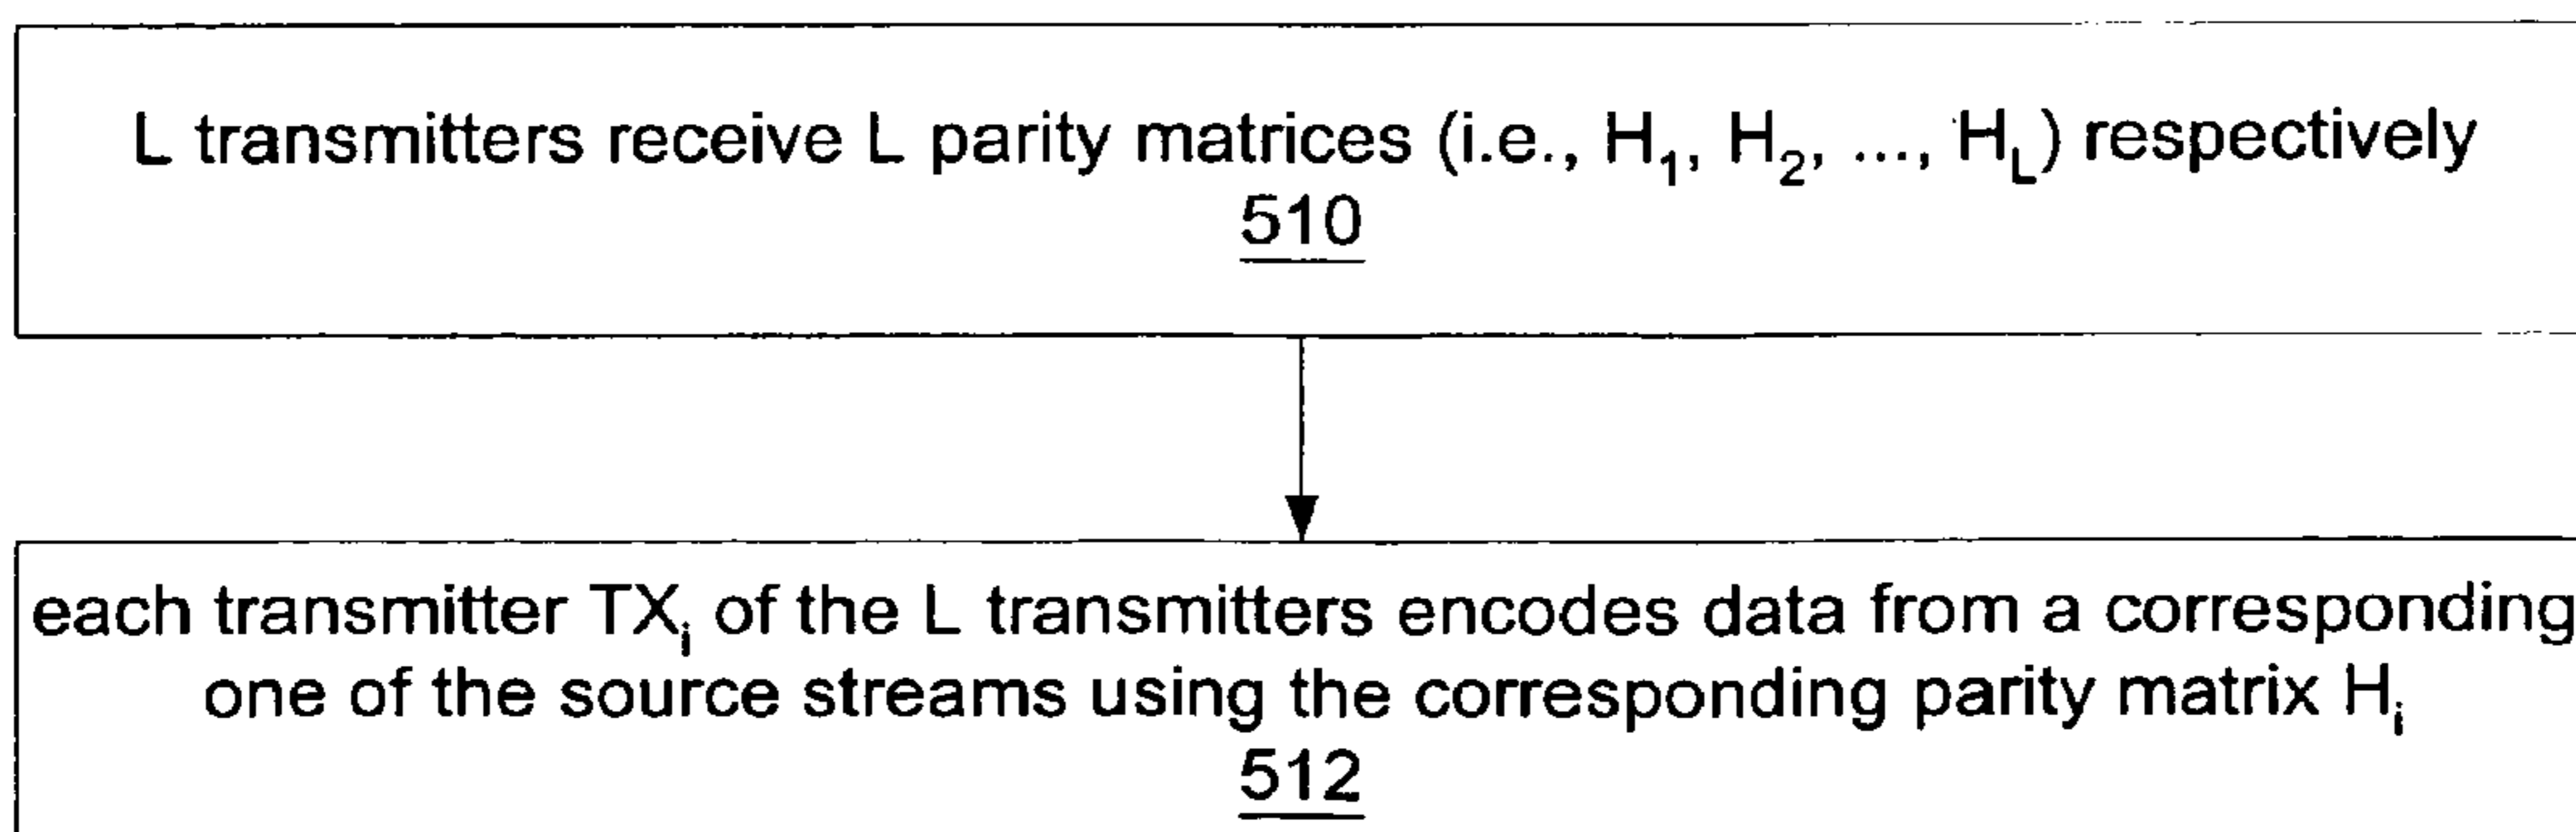 L transmitters receive L parity matrices (i.e., H₁, H₂, ..., H_L) respectively
510
each transmitter TXᵢ of the L transmitters encodes data from a corresponding
one of the source streams using the corresponding parity matrix Hᵢ
512